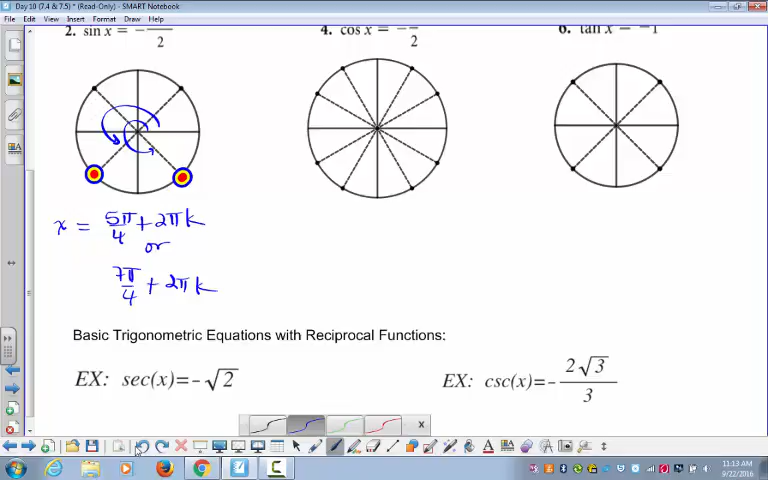 Day 10 (7.4 & 7.5) * (Read-Only) - SMART Notebook
File Edit View Insert Format Tools Draw Help
2. sin x = - 2
4. cos x = - 2
6. tan x = -1
x = 5π/4 + 2πk
or
7π/4 + 2πk
Basic Trigonometric Equations with Reciprocal Functions:
EX: sec(x)=-√2
EX: csc(x)=- 2√3/3
x
A
11:13 AM
9/22/2016